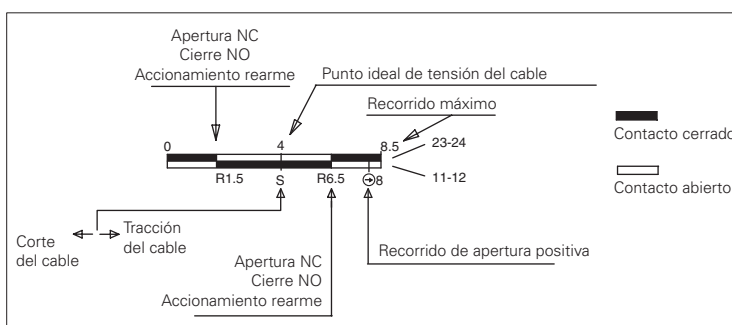 Apertura NC
Cierre NO
Accionamiento rearme
Punto ideal de tensión del cable
Recorrido máximo
0
4
8.5
23-24
Contacto cerrado
R1.5
S
R6.5
8
11-12
Contacto abierto
Corte
del cable
Tracción
del cable
Apertura NC
Cierre NO
Accionamiento rearme
Recorrido de apertura positiva